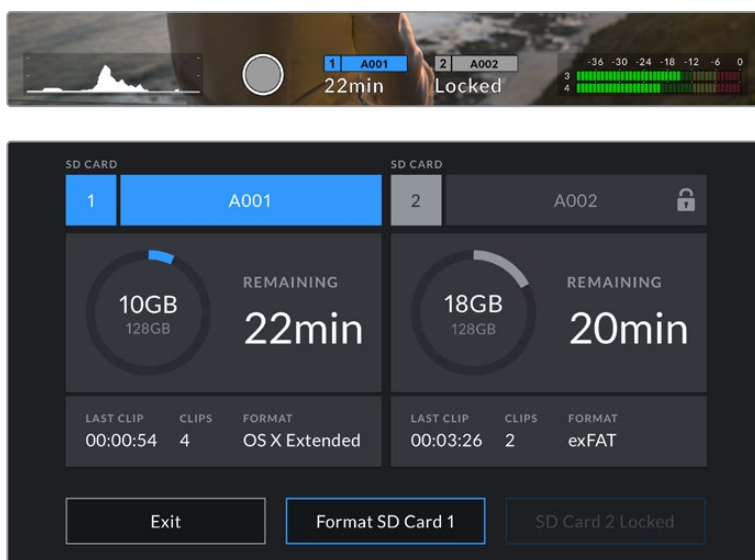 1 A001 2 A002
22min Locked
-36 -30 -24 -18 -12 -6 0
3
4
SD CARD SD CARD
1 A001 2 A002
10GB
128GB
REMAINING
22min
18GB
128GB
REMAINING
20min
LAST CLIP CLIPS FORMAT
00:00:54 4 OS X Extended
LAST CLIP CLIPS FORMAT
00:03:26 2 exFAT
Exit Format SD Card 1 SD Card 2 Locked